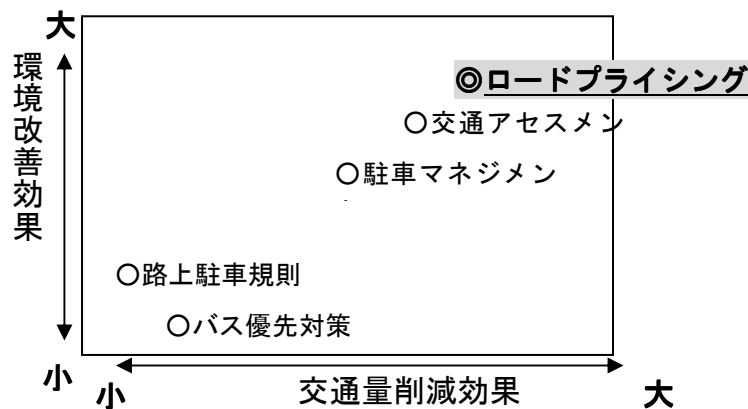 大
環境改善効果
◎ロードプライシング
○交通アセスメン
○駐車マネジメン
○路上駐車規則
○バス優先対策
小
小
交通量削減効果
大